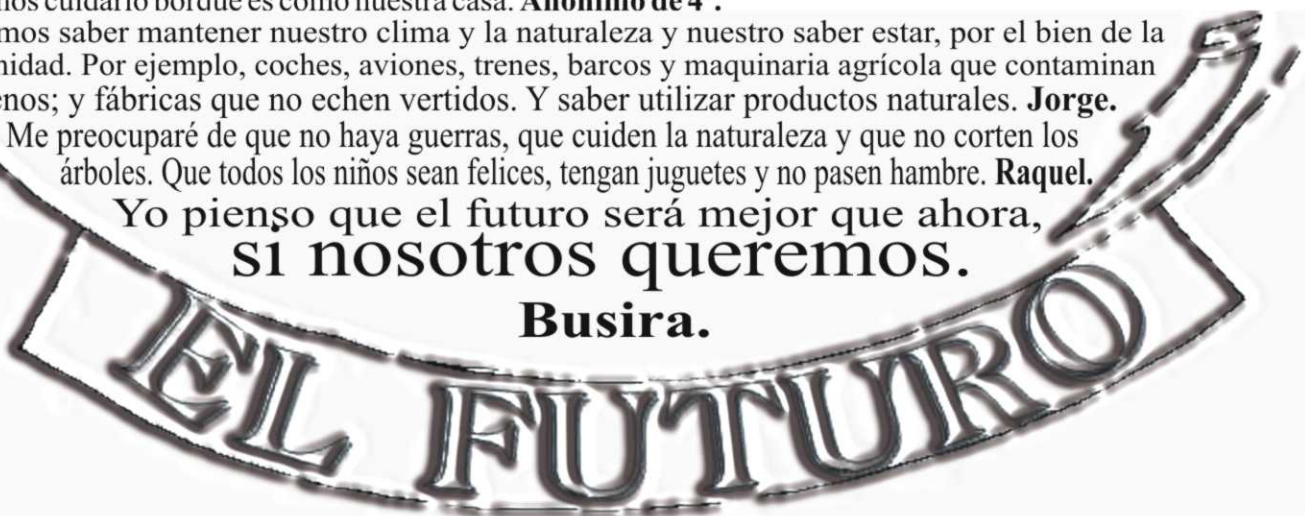 cuidarlo bordue es como nuestra casa. Anónimo de 4º.
mos saber mantener nuestro clima y la naturaleza y nuestro saber estar, por el bien de la
nidad. Por ejemplo, coches, aviones, trenes, barcos y maquinaria agrícola que contaminan
enos; y fábricas que no echen vertidos. Y saber utilizar productos naturales. Jorge.
Me preocuparé de que no haya guerras, que cuiden la naturaleza y que no corten los
árboles. Que todos los niños sean felices, tengan juguetes y no pasen hambre. Raquel.
Yo pienso que el futuro será mejor que ahora,
si nosotros queremos.
Busira.
EL FUTURO